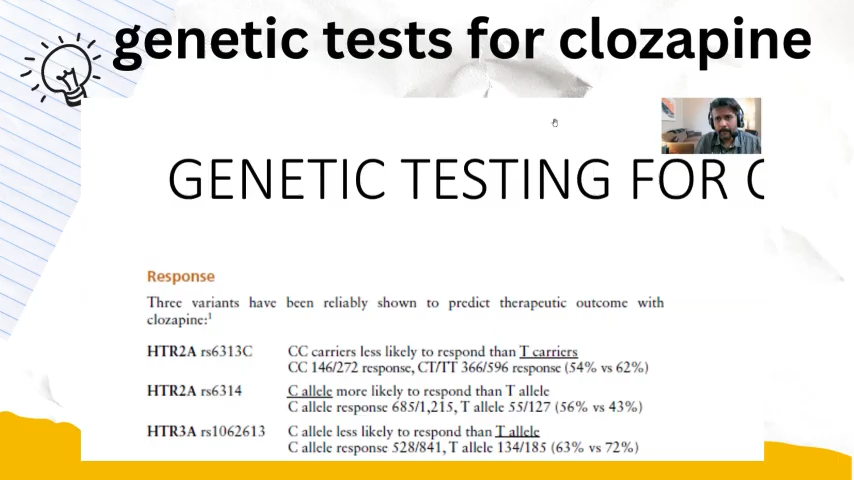 genetic tests for clozapine
GENETIC TESTING FOR
Response
Three variants have been reliably shown to predict therapeutic outcome with
clozapine:¹
HTR2A rs6313C CC carriers less likely to respond than T carriers
CC 146/272 response, CT/TT 366/596 response (54% vs 62%)
HTR2A rs6314 C allele more likely to respond than T allele
C allele response 685/1,215, T allele 55/127 (56% vs 43%)
HTR3A rs1062613 C allele less likely to respond than T allele
C allele response 528/841, T allele 134/185 (63% vs 72%)